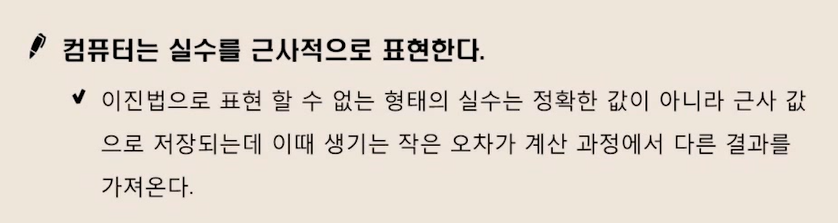 컴퓨터는 실수를 근사적으로 표현한다.
이진법으로 표현 할 수 없는 형태의 실수는 정확한 값이 아니라 근사 값
으로 저장되는데 이때 생기는 작은 오차가 계산 과정에서 다른 결과를
가져온다.